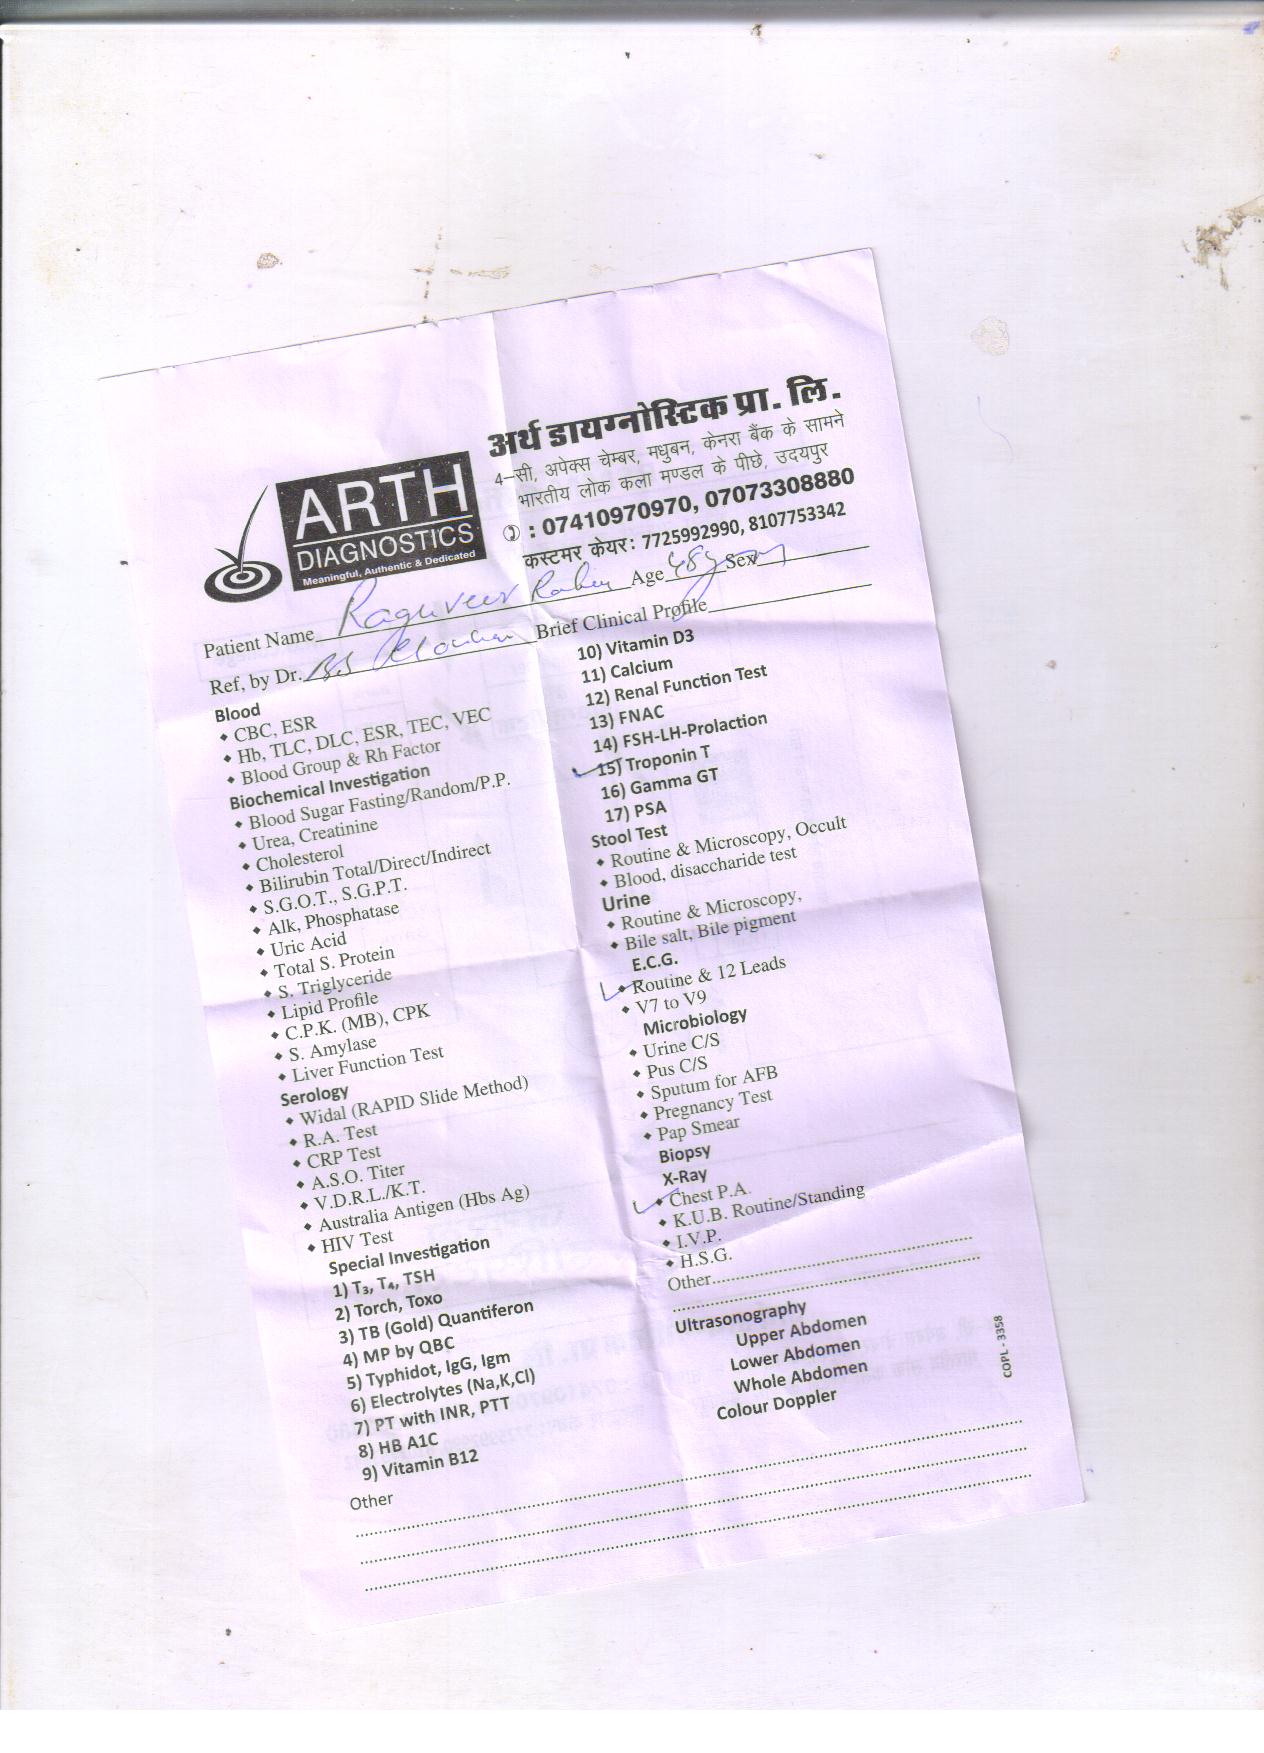 अर्थ डायग्नोस्टिक प्रा. लि.
4-सी, अपेक्स चेम्बर, मधुबन, केनरा बैंक के सामने
भारतीय लोक कला मण्डल के पीछे, उदयपुर
: 07410970970, 07073308880
कस्टमर केयर: 7725992990, 8107753342
ARTH
DIAGNOSTICS
Meaningful, Authentic & Dedicated
Patient Name Raguveer Age 48 Sex
Ref, by Dr. BS Brief Clinical Profile
Blood
CBC, ESR
Hb, TLC, DLC, ESR, TEC, VEC
Blood Group & Rh Factor
Biochemical Investigation
Blood Sugar Fasting/Random/P.P.
Urea, Creatinine
Cholesterol
Bilirubin Total/Direct/Indirect
S.G.O.T., S.G.P.T.
Alk, Phosphatase
Uric Acid
Total S. Protein
S. Triglyceride
Lipid Profile
C.P.K. (MB), CPK
S. Amylase
Liver Function Test
Serology
Widal (RAPID Slide Method)
R.A. Test
CRP Test
A.S.O. Titer
V.D.R.L./K.T.
Australia Antigen (Hbs Ag)
HIV Test
Special Investigation
1) T₃, T₄, TSH
2) Torch, Toxo
3) TB (Gold) Quantiferon
4) MP by QBC
5) Typhidot, IgG, Igm
6) Electrolytes (Na,K,Cl)
7) PT with INR, PTT
8) HB A1C
9) Vitamin B12
Other
10) Vitamin D3
11) Calcium
12) Renal Function Test
13) FNAC
14) FSH-LH-Prolaction
15) Troponin T
16) Gamma GT
17) PSA
Stool Test
Routine & Microscopy, Occult
Blood, disaccharide test
Urine
Routine & Microscopy,
Bile salt, Bile pigment
E.C.G.
Routine & 12 Leads
V7 to V9
Microbiology
Urine C/S
Pus C/S
Sputum for AFB
Pregnancy Test
Pap Smear
Biopsy
X-Ray
Chest P.A.
K.U.B. Routine/Standing
I.V.P.
H.S.G.
Other
Ultrasonography
Upper Abdomen
Lower Abdomen
Whole Abdomen
Colour Doppler
COPL - 3358